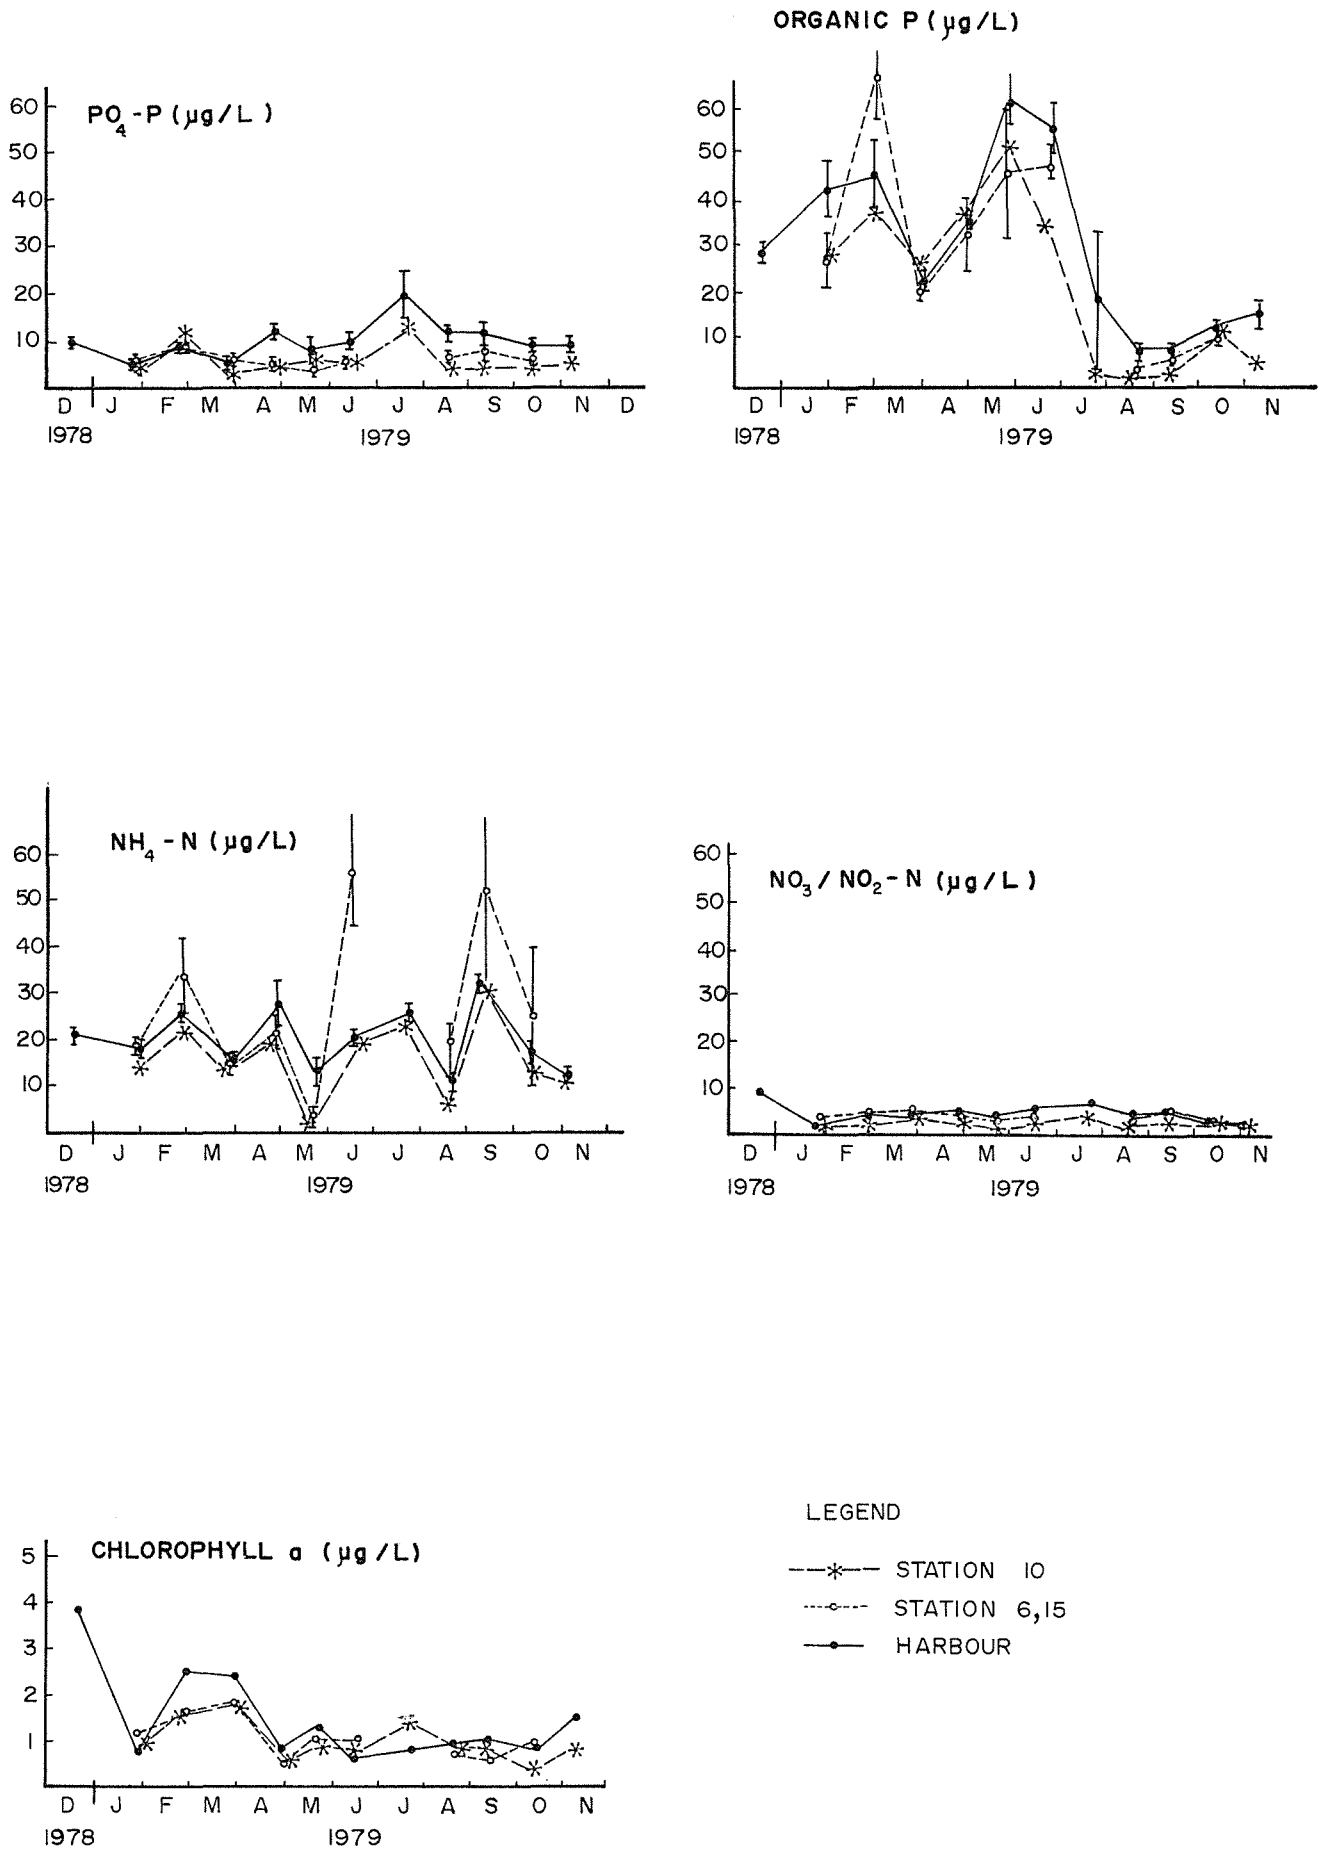 ORGANIC P (µg/L)
PO4-P (µg/L)
60
50
40
30
20
10
D J F M A M J J A S O N D
1978 1979
60
50
40
30
20
10
D J F M A M J J A S O N
1978 1979
NH4-N (µg/L)
60
50
40
30
20
10
D J F M A M J J A S O N
1978 1979
NO3/NO2-N (µg/L)
60
50
40
30
20
10
D J F M A M J J A S O N
1978 1979
CHLOROPHYLL a (µg/L)
5
4
3
2
1
D J F M A M J J A S O N
1978 1979
LEGEND
STATION 10
STATION 6,15
HARBOUR